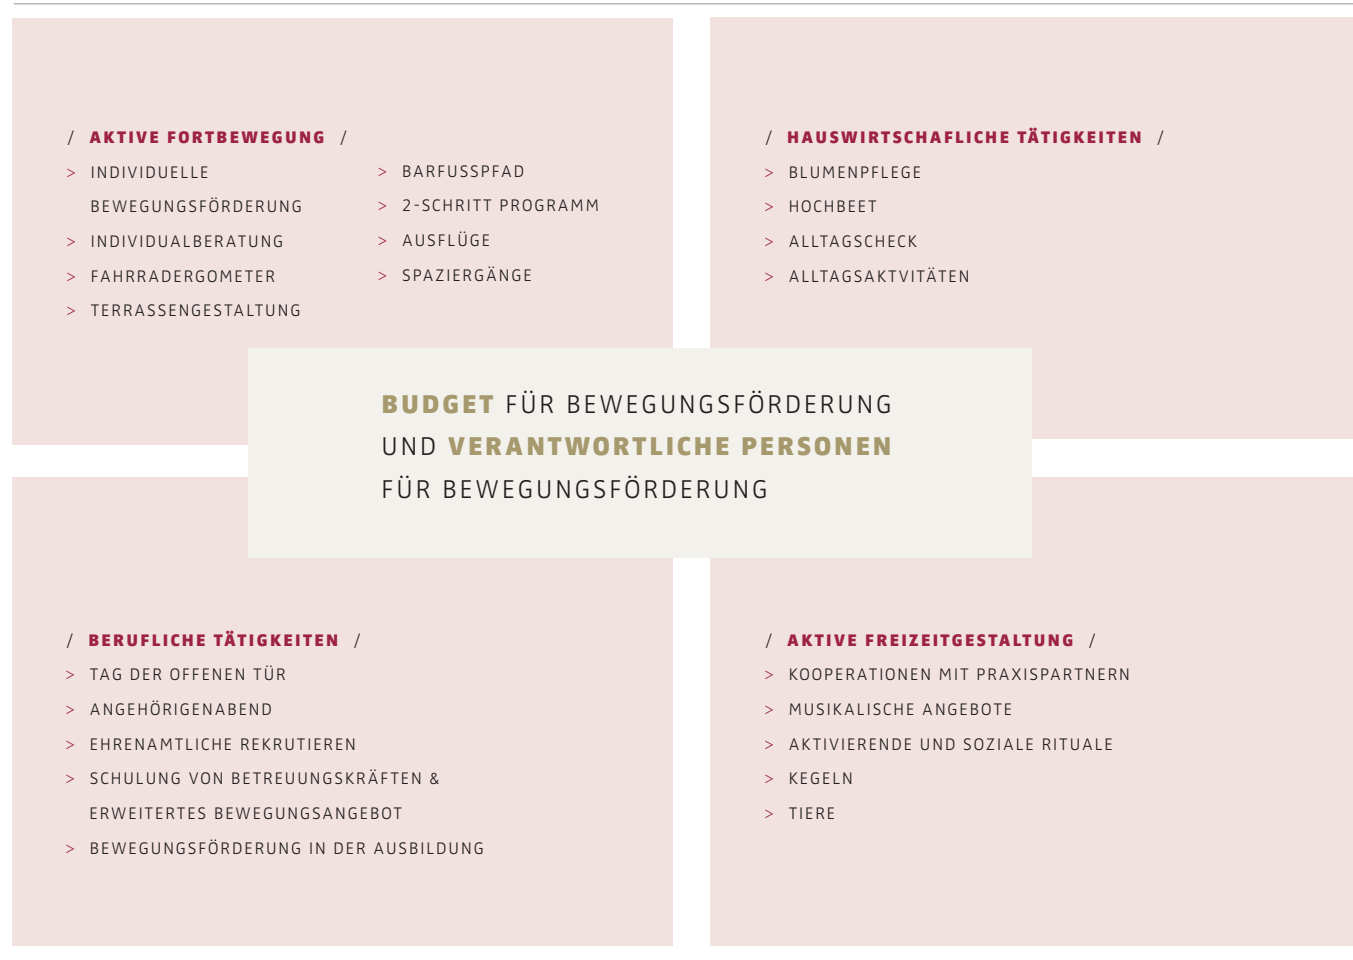 / AKTIVE FORTBEWEGUNG /
> INDIVIDUELLE
BEWEGUNGSFÖRDERUNG
> INDIVIDUALBERATUNG
> FAHRRADERGOMETER
> TERRASSENGESTALTUNG
> BARFUSSPFAD
> 2-SCHRITT PROGRAMM
> AUSFLÜGE
> SPAZIERGÄNGE
/ HAUSWIRTSCHAFLICHE TÄTIGKEITEN /
> BLUMENPFLEGE
> HOCHBEET
> ALLTAGSCHECK
> ALLTAGSAKTVITÄTEN
BUDGET FÜR BEWEGUNGSFÖRDERUNG
UND VERANTWORTLICHE PERSONEN
FÜR BEWEGUNGSFÖRDERUNG
/ BERUFLICHE TÄTIGKEITEN /
> TAG DER OFFENEN TÜR
> ANGEHÖRIGENABEND
> EHRENAMTLICHE REKRUTIEREN
> SCHULUNG VON BETREUUNGSKRÄFTEN &
ERWEITERTES BEWEGUNGSANGEBOT
> BEWEGUNGSFÖRDERUNG IN DER AUSBILDUNG
/ AKTIVE FREIZEITGESTALTUNG /
> KOOPERATIONEN MIT PRAXISPARTNERN
> MUSIKALISCHE ANGEBOTE
> AKTIVIERENDE UND SOZIALE RITUALE
> KEGELN
> TIERE